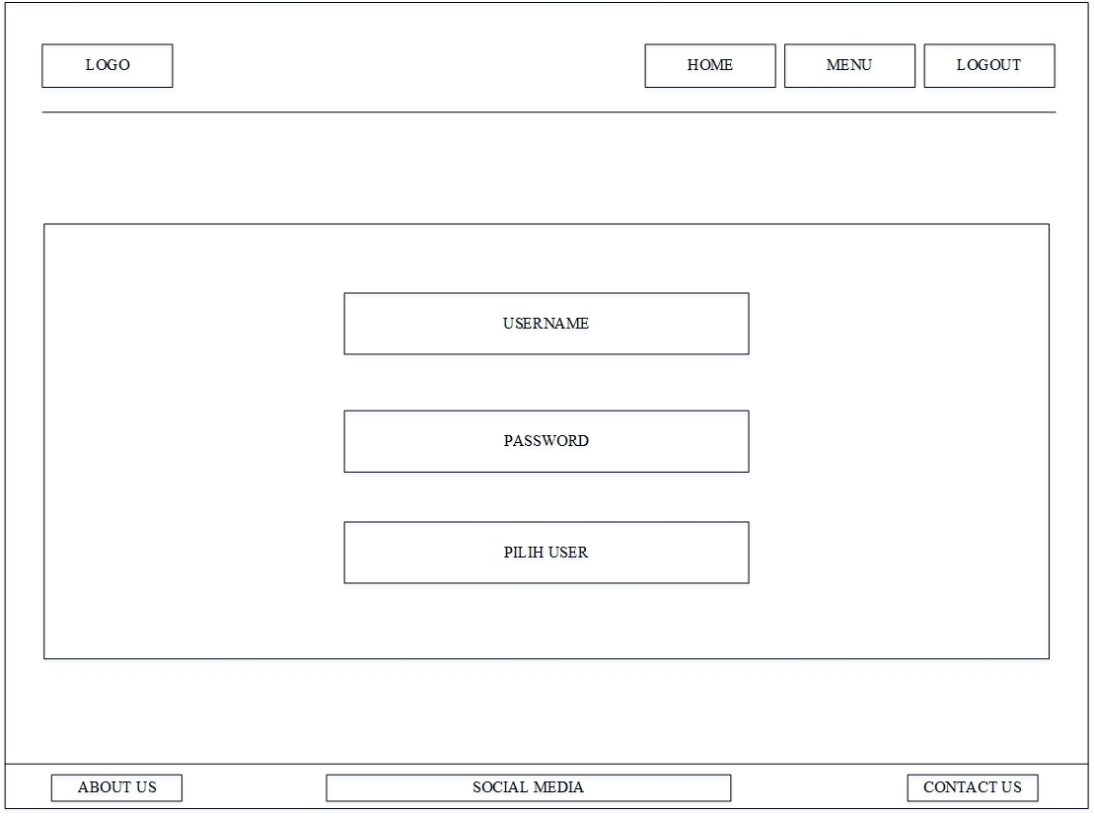 LOGO
HOME
MENU
LOGOUT
USERNAME
PASSWORD
PILIH USER
ABOUT US
SOCIAL MEDIA
CONTACT US